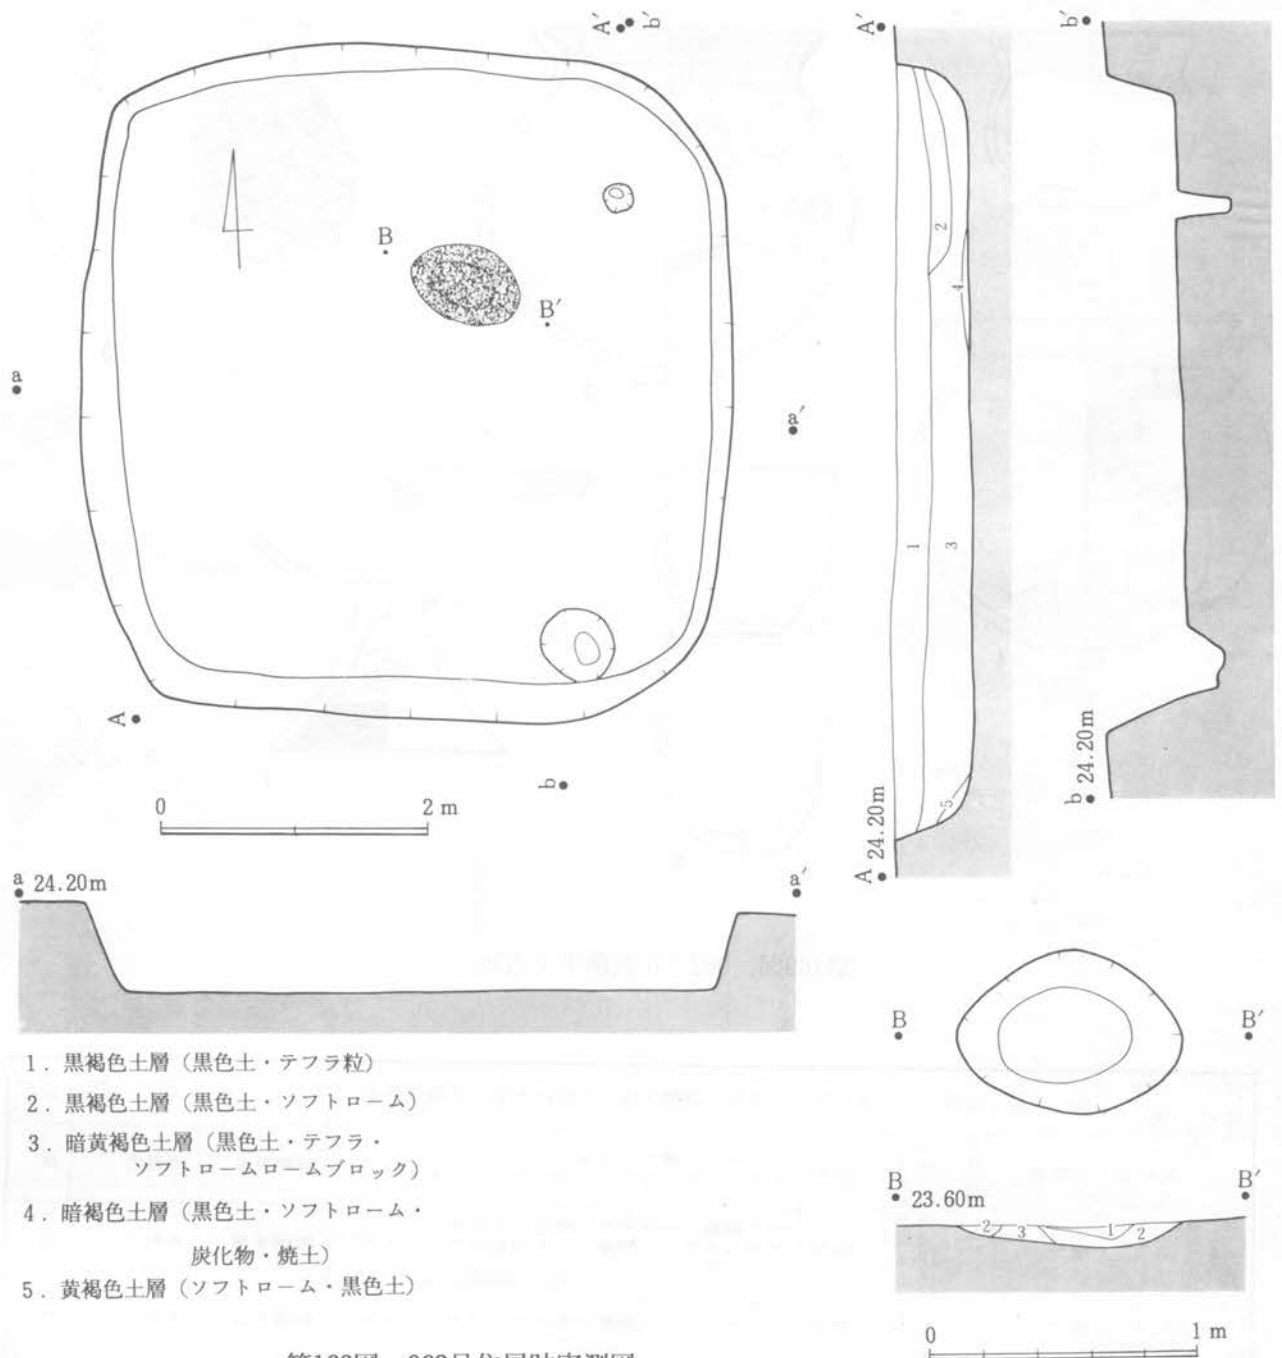 A′
b′
B
B′
a
a′
A
b
0 2 m
A′
2
4
1
3
5
A 24.20m
b′
b 24.20m
a 24.20m
a′
1．黒褐色土層（黒色土・テフラ粒）
2．黒褐色土層（黒色土・ソフトローム）
3．暗黄褐色土層（黒色土・テフラ・
ソフトロームロームブロック）
4．暗褐色土層（黒色土・ソフトローム・
炭化物・焼土）
5．黄褐色土層（ソフトローム・黒色土）
B B′
B B′
23.60m
2 3 1 2
0 1 m